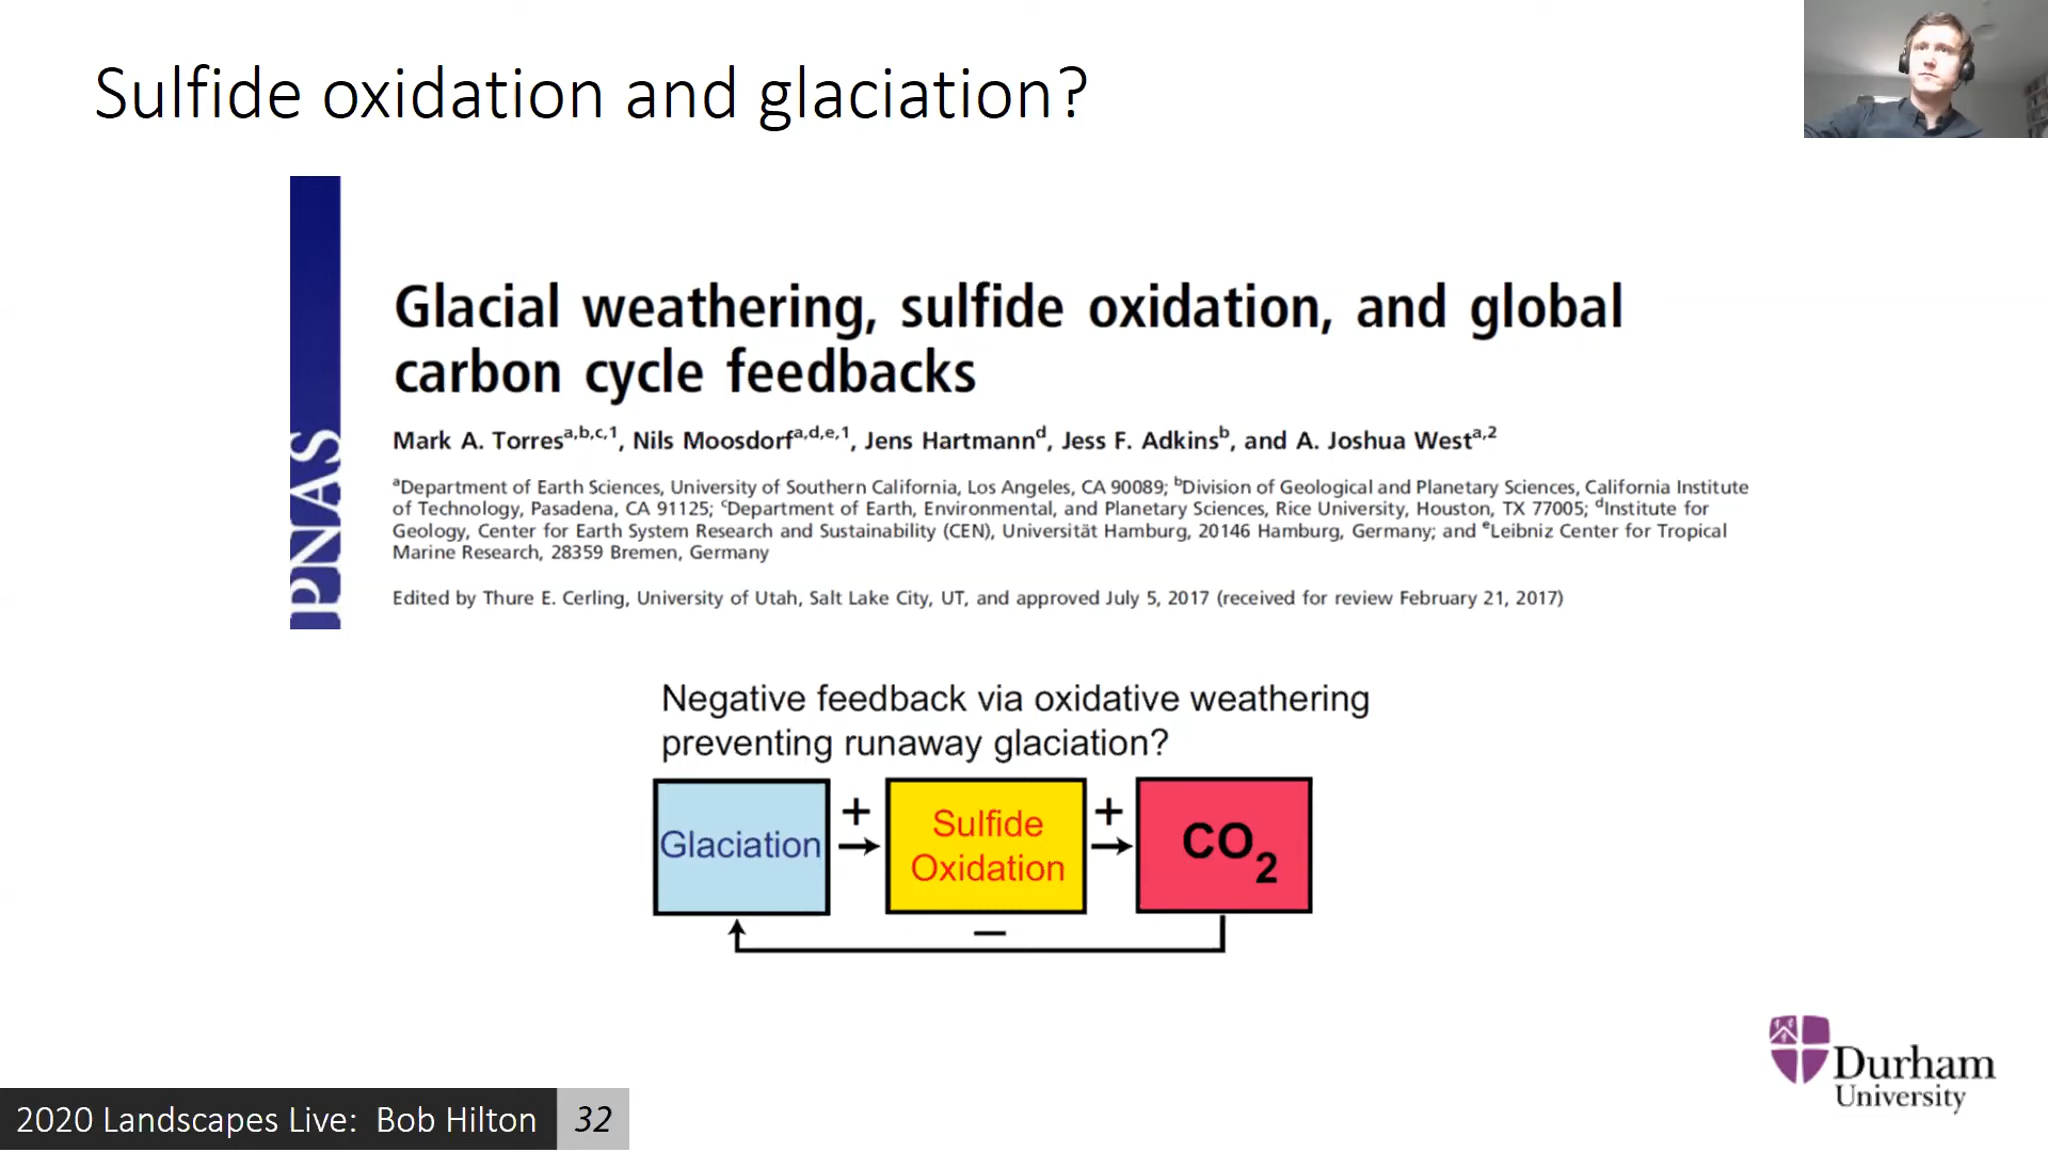 Sulfide oxidation and glaciation?
PNAS
Glacial weathering, sulfide oxidation, and global
carbon cycle feedbacks
Mark A. Torresa,b,c,1, Nils Moosdorfa,d,e,1, Jens Hartmannd, Jess F. Adkinsb, and A. Joshua Westa,2
aDepartment of Earth Sciences, University of Southern California, Los Angeles, CA 90089; bDivision of Geological and Planetary Sciences, California Institute
of Technology, Pasadena, CA 91125; cDepartment of Earth, Environmental, and Planetary Sciences, Rice University, Houston, TX 77005; dInstitute for
Geology, Center for Earth System Research and Sustainability (CEN), Universität Hamburg, 20146 Hamburg, Germany; and eLeibniz Center for Tropical
Marine Research, 28359 Bremen, Germany
Edited by Thure E. Cerling, University of Utah, Salt Lake City, UT, and approved July 5, 2017 (received for review February 21, 2017)
Negative feedback via oxidative weathering
preventing runaway glaciation?
Glaciation
+
Sulfide
Oxidation
+
CO2
–
Durham
University
2020 Landscapes Live: Bob Hilton
32